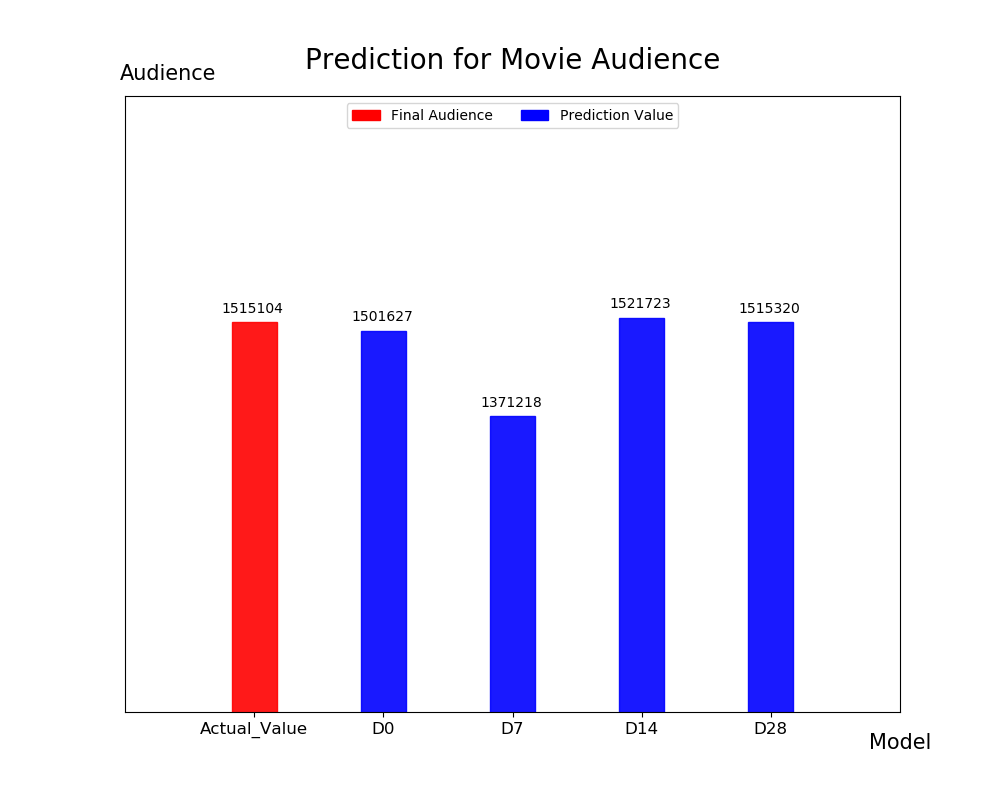 Prediction for Movie Audience
Audience
Final Audience Prediction Value
1515104 1501627 1371218 1521723 1515320
Actual_Value D0 D7 D14 D28
Model